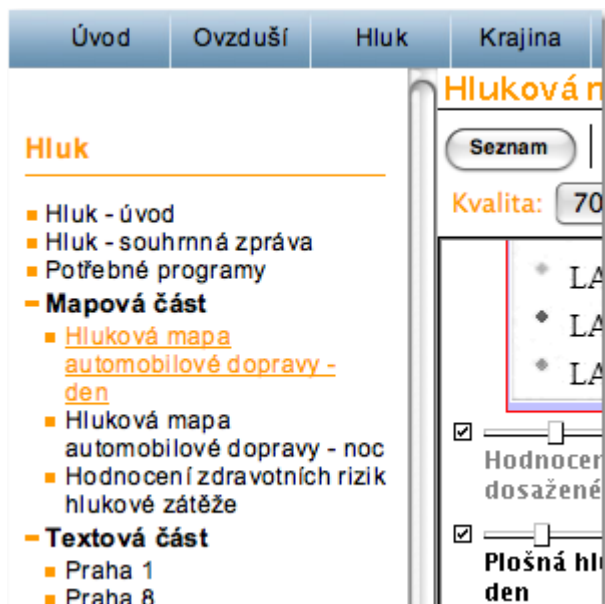 Úvod Ovzduší Hluk Krajina
Hluk
Hluk - úvod
Hluk - souhrnná zpráva
Potřebné programy
Mapová část
Hluková mapa
automobilové dopravy -
den
Hluková mapa
automobilové dopravy - noc
Hodnocení zdravotních rizik
hlukové zátěže
Textová část
Praha 1
Praha 8
Hluková
Seznam
Kvalita: 70
LA
LA
LA
Hodnocen
dosažené
Plošná hlu
den